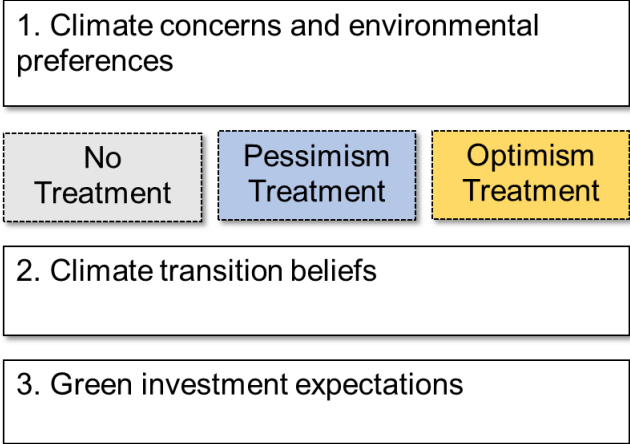 1. Climate concerns and environmental
preferences
No
Treatment
Pessimism
Treatment
Optimism
Treatment
2. Climate transition beliefs
3. Green investment expectations